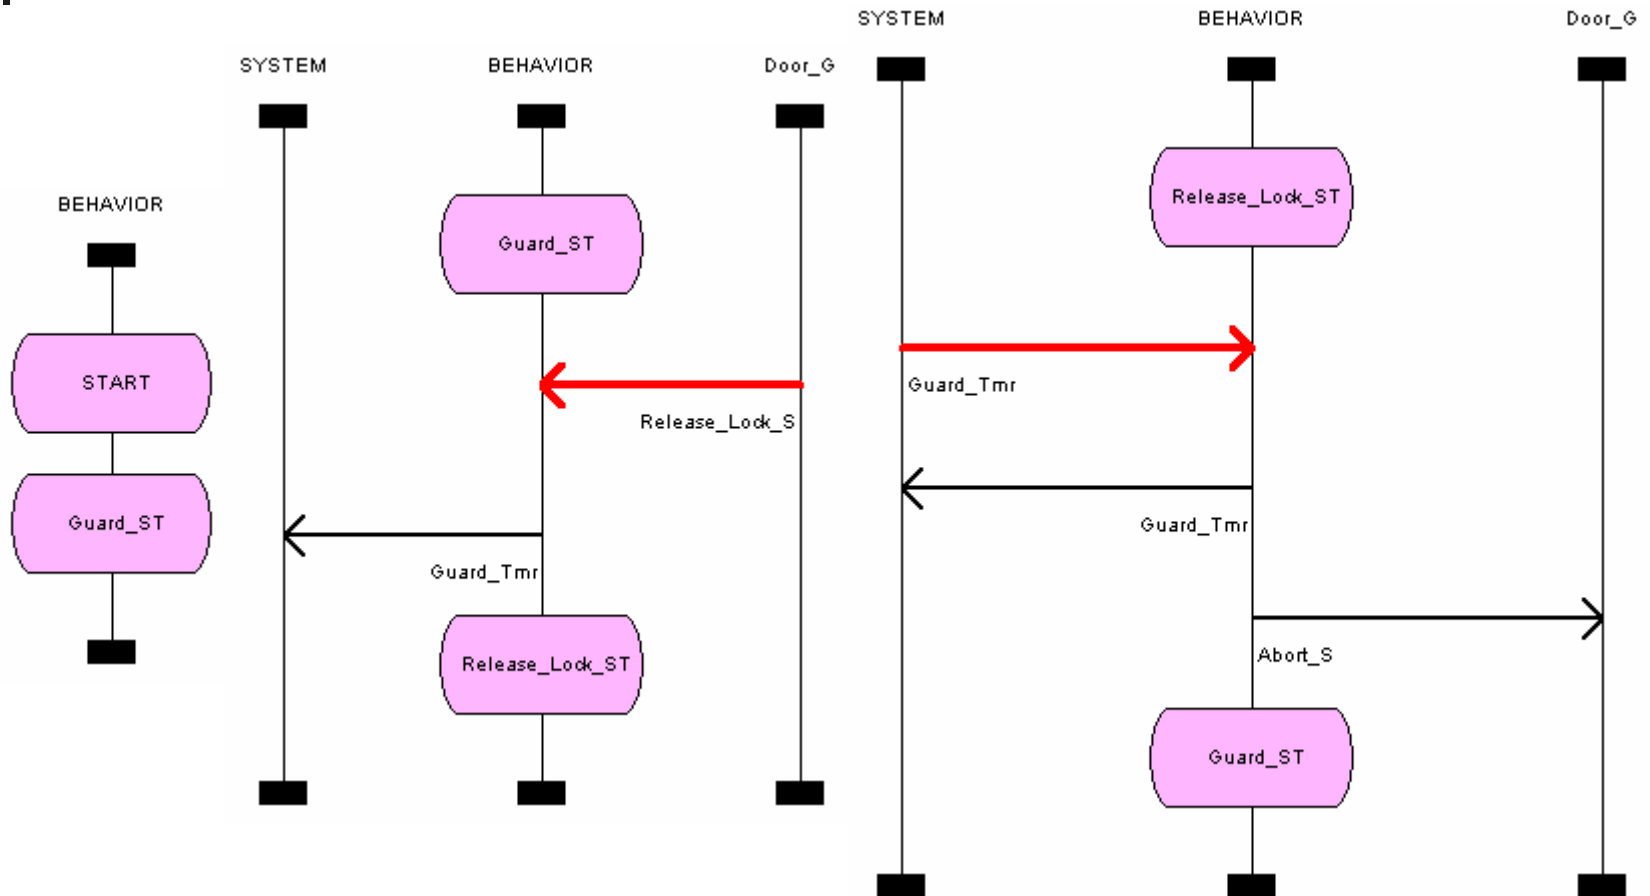 BEHAVIOR
START
Guard_ST
SYSTEM
BEHAVIOR
Door_G
Guard_ST
Release_Lock_S
Guard_Tmr
Release_Lock_ST
SYSTEM
BEHAVIOR
Door_G
Release_Lock_ST
Guard_Tmr
Guard_Tmr
Abort_S
Guard_ST